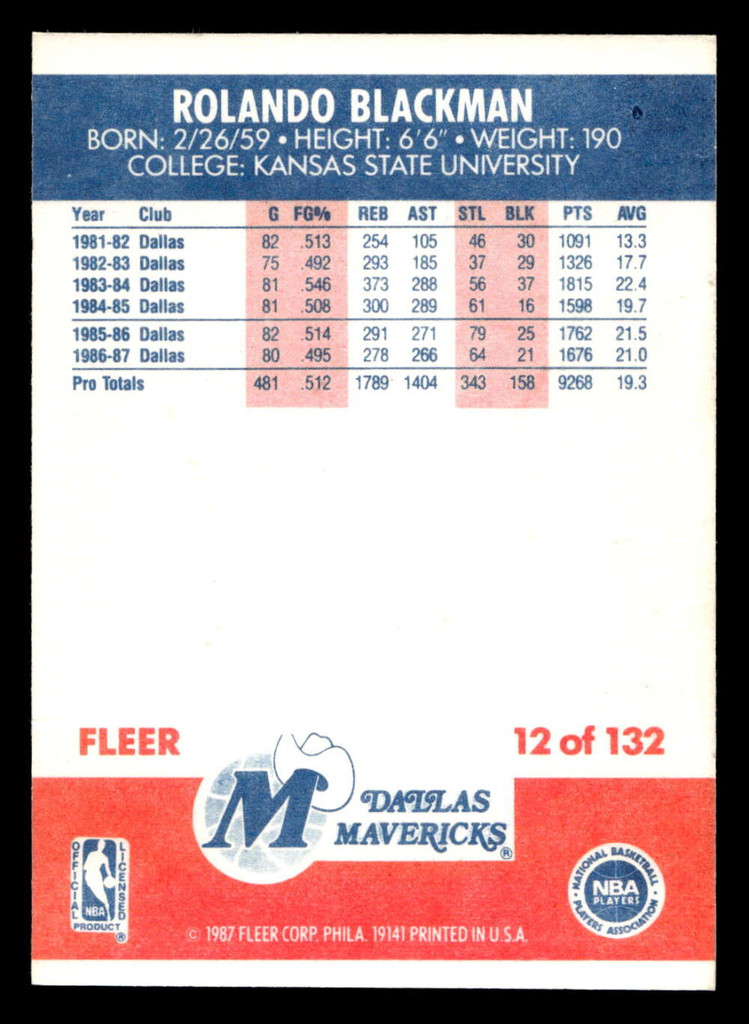 ROLANDO BLACKMAN
BORN: 2/26/59 • HEIGHT: 6'6" • WEIGHT: 190
COLLEGE: KANSAS STATE UNIVERSITY
Year Club G FG% REB AST STL BLK PTS AVG
1981-82 Dallas 82 .513 254 105 46 30 1091 13.3
1982-83 Dallas 75 .492 293 185 37 29 1326 17.7
1983-84 Dallas 81 .546 373 288 56 37 1815 22.4
1984-85 Dallas 81 .508 300 289 61 16 1598 19.7
1985-86 Dallas 82 .514 291 271 79 25 1762 21.5
1986-87 Dallas 80 .495 278 266 64 21 1676 21.0
Pro Totals 481 .512 1789 1404 343 158 9268 19.3
FLEER
12 of 132
M
DALLAS
MAVERICKS®
OFFICIAL LICENSED
NBA
PRODUCT ®
NATIONAL BASKETBALL
NBA
PLAYERS
PLAYERS ASSOCIATION
© 1987 FLEER CORP. PHILA. 19141 PRINTED IN U.S.A.